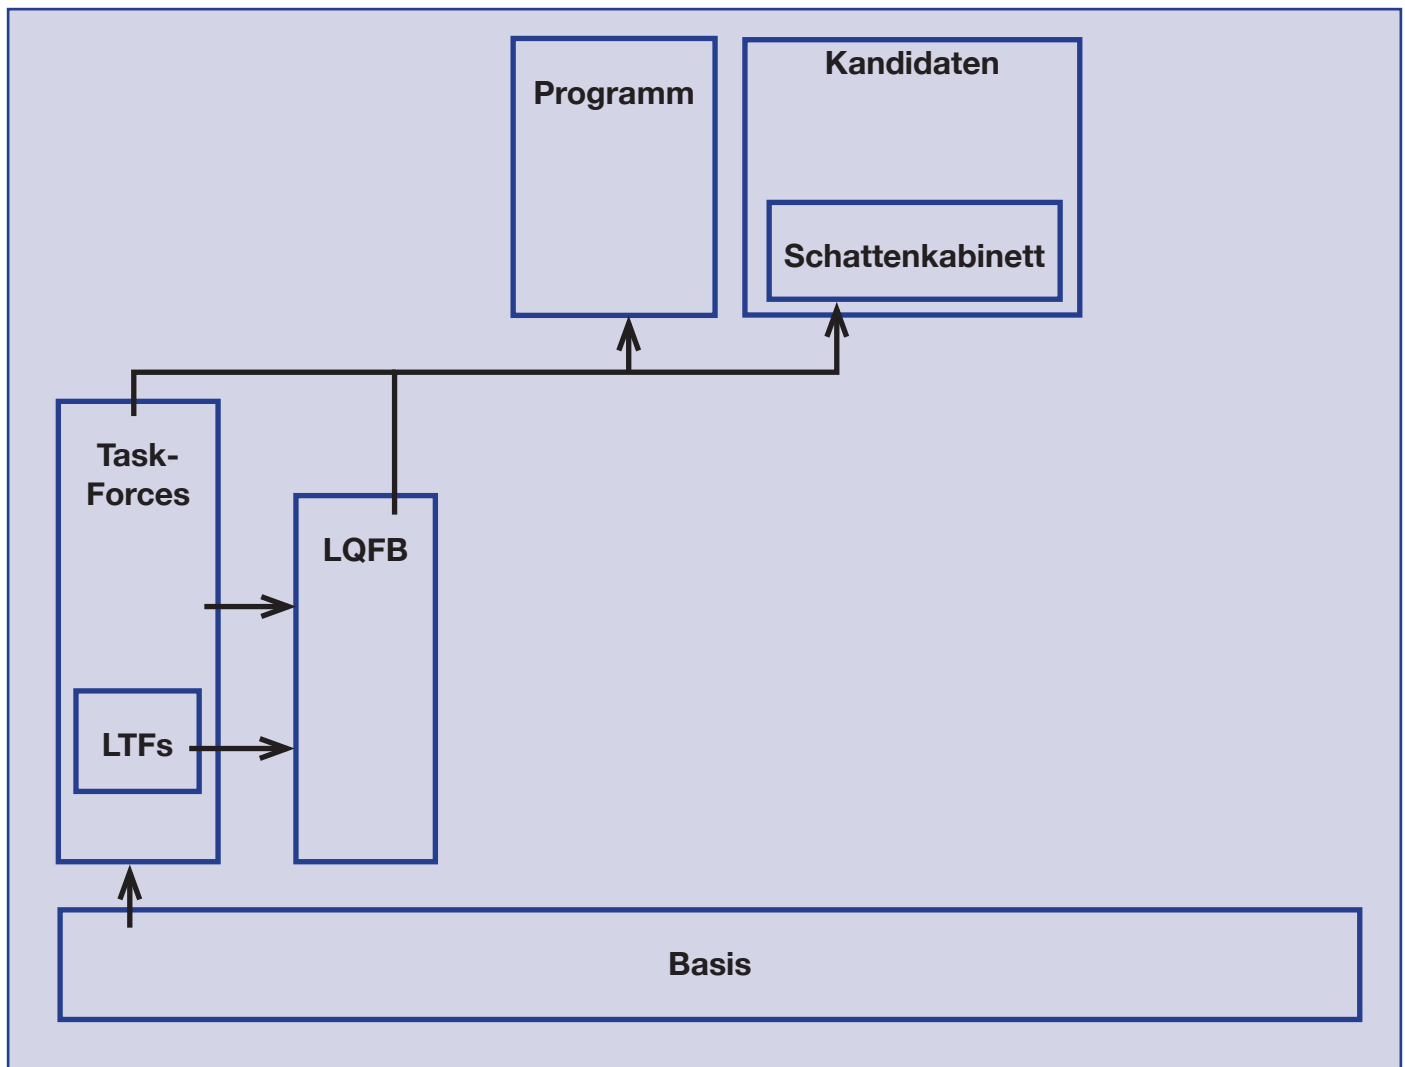 Programm
Kandidaten
Schattenkabinett
Task-
Forces
LQFB
LTFs
Basis